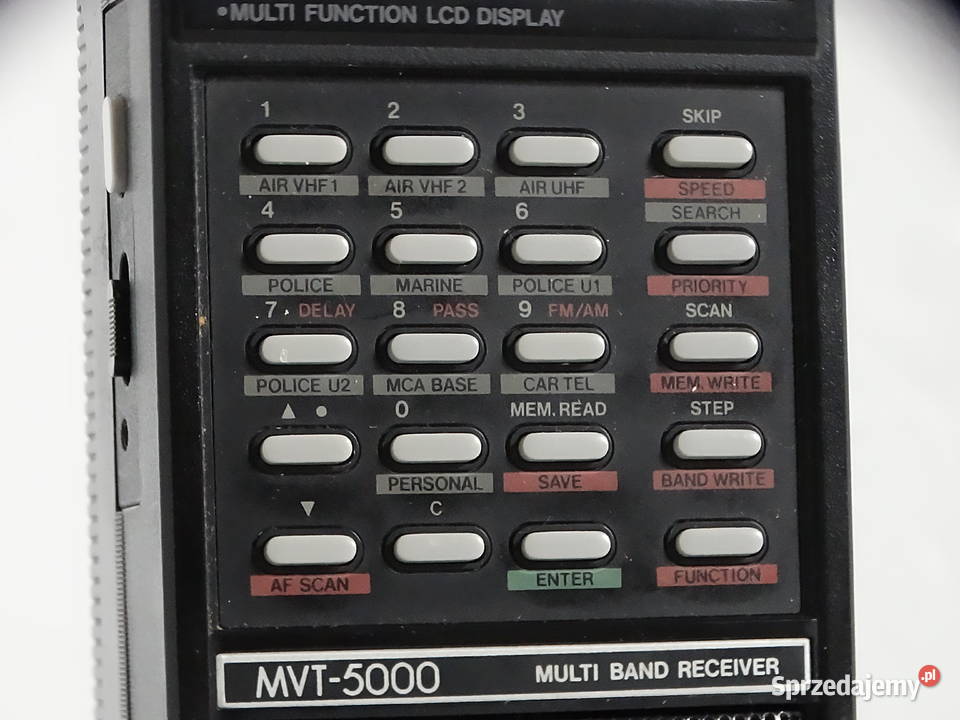 •MULTI FUNCTION LCD DISPLAY
1 2 3 SKIP
AIR VHF 1 AIR VHF 2 AIR UHF SPEED
4 5 6 SEARCH
POLICE MARINE POLICE U1 PRIORITY
7 DELAY 8 PASS 9 FM/AM SCAN
POLICE U2 MCA BASE CAR TEL MEM. WRITE
▲ • 0 MEM. READ STEP
PERSONAL SAVE BAND WRITE
▼ C
AF SCAN ENTER FUNCTION
MVT-5000 MULTI BAND RECEIVER
Sprzedajemy.pl